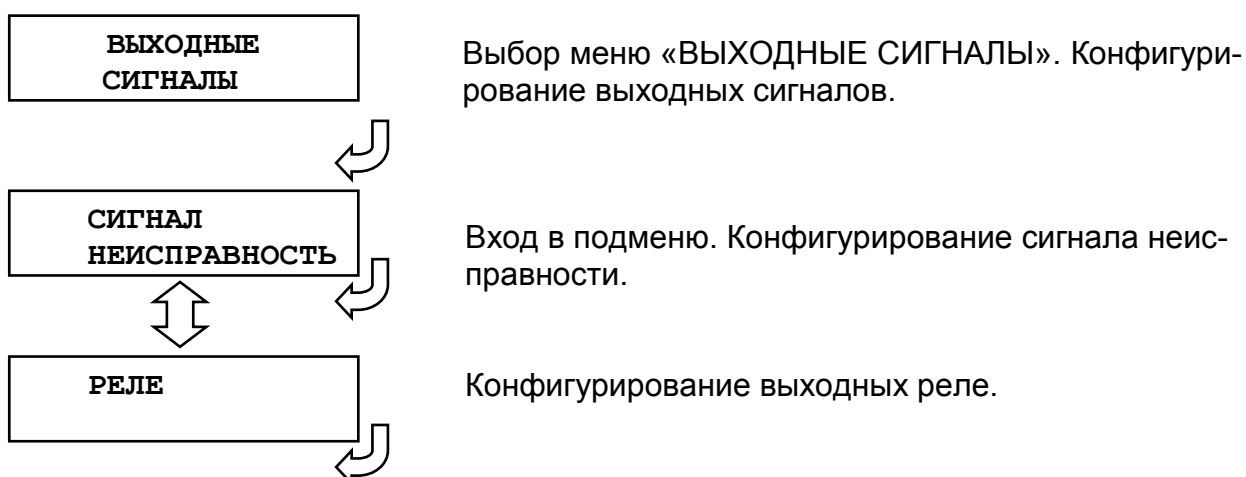 ВЫХОДНЫЕ
СИГНАЛЫ
Выбор меню «ВЫХОДНЫЕ СИГНАЛЫ». Конфигури-
рование выходных сигналов.
СИГНАЛ
НЕИСПРАВНОСТЬ
Вход в подменю. Конфигурирование сигнала неис-
правности.
РЕЛЕ
Конфигурирование выходных реле.